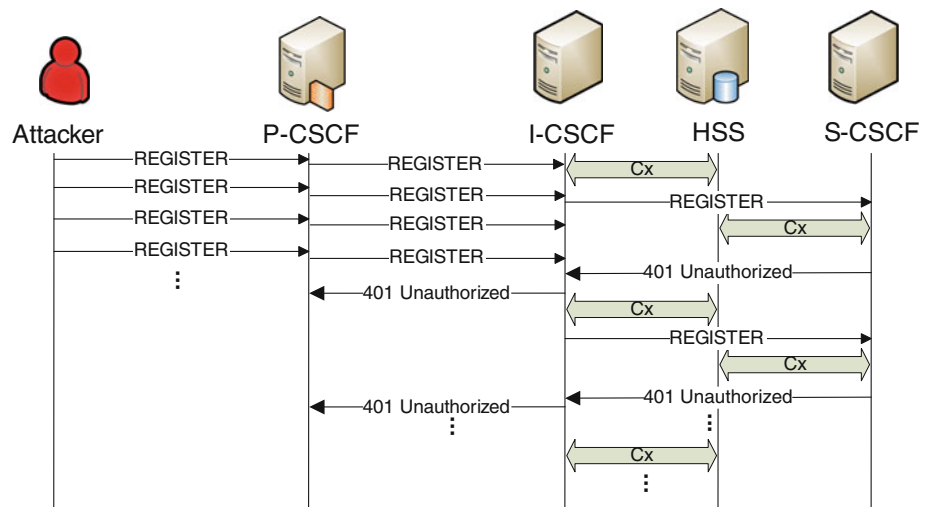 Attacker P-CSCF I-CSCF HSS S-CSCF
REGISTER REGISTER Cx
REGISTER REGISTER REGISTER
REGISTER REGISTER Cx
REGISTER REGISTER
401 Unauthorized
401 Unauthorized
Cx
REGISTER
Cx
401 Unauthorized
401 Unauthorized
Cx